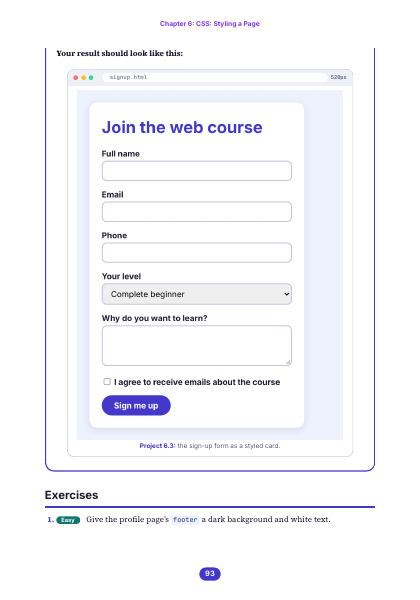 Chapter 6: CSS: Styling a Page
Your result should look like this:
signup.html
520px
Join the web course
Full name
Email
Phone
Your level
Complete beginner
Why do you want to learn?
I agree to receive emails about the course
Sign me up
Project 6.3: the sign-up form as a styled card.
Exercises
1. Easy Give the profile page's footer a dark background and white text.
93